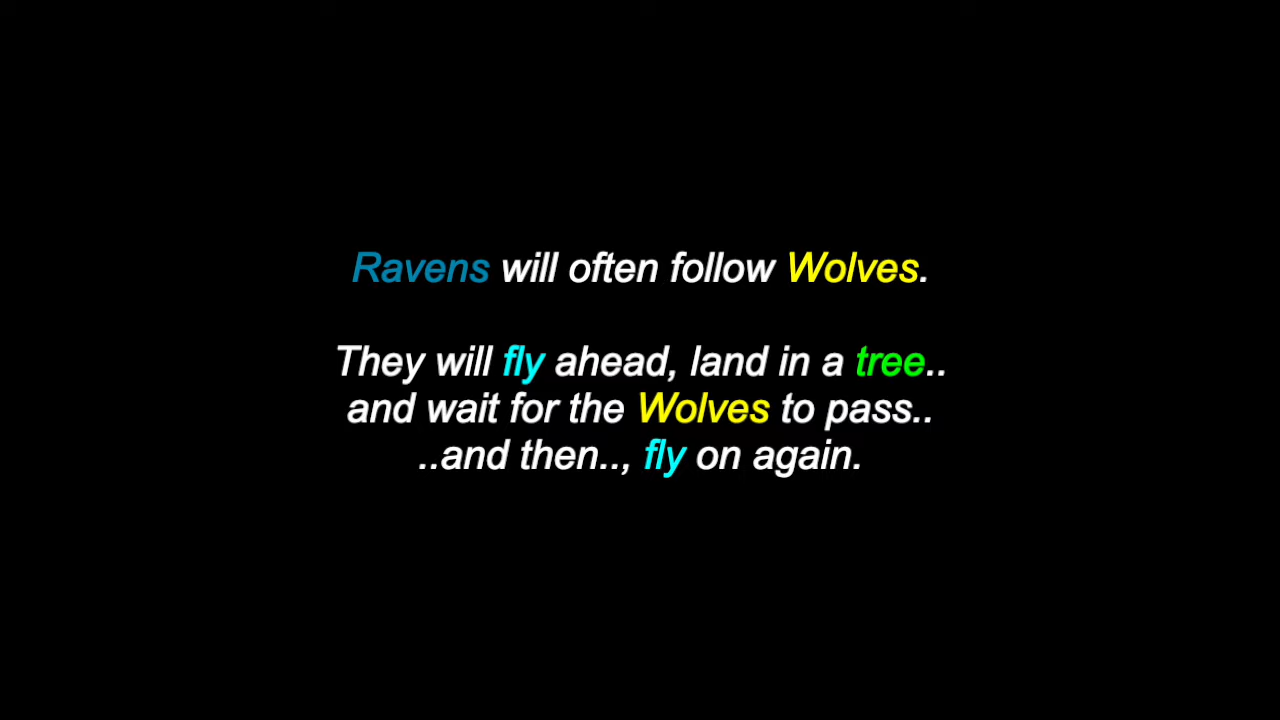 Ravens will often follow Wolves.
They will fly ahead, land in a tree..
and wait for the Wolves to pass..
..and then.., fly on again.